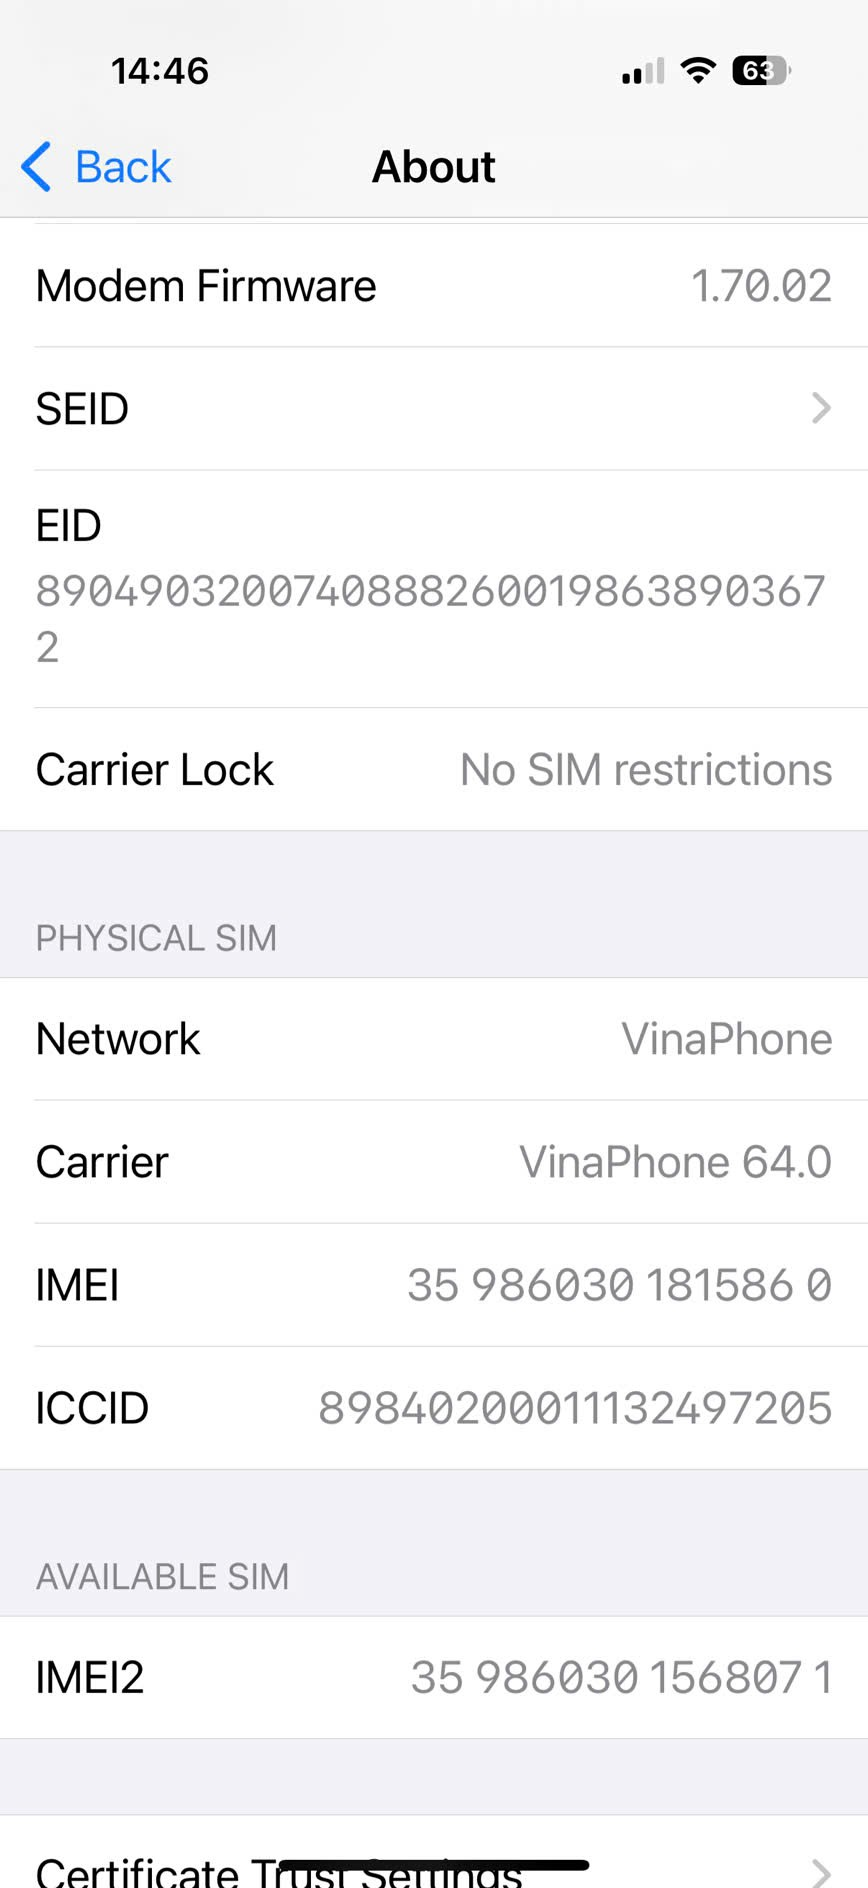 14:46
63
Back
About
Modem Firmware
1.70.02
SEID
EID
8904903200740888260019863890367
2
Carrier Lock
No SIM restrictions
PHYSICAL SIM
Network
VinaPhone
Carrier
VinaPhone 64.0
IMEI
35 986030 181586 0
ICCID
89840200011132497205
AVAILABLE SIM
IMEI2
35 986030 156807 1
Certificate Trust Settings